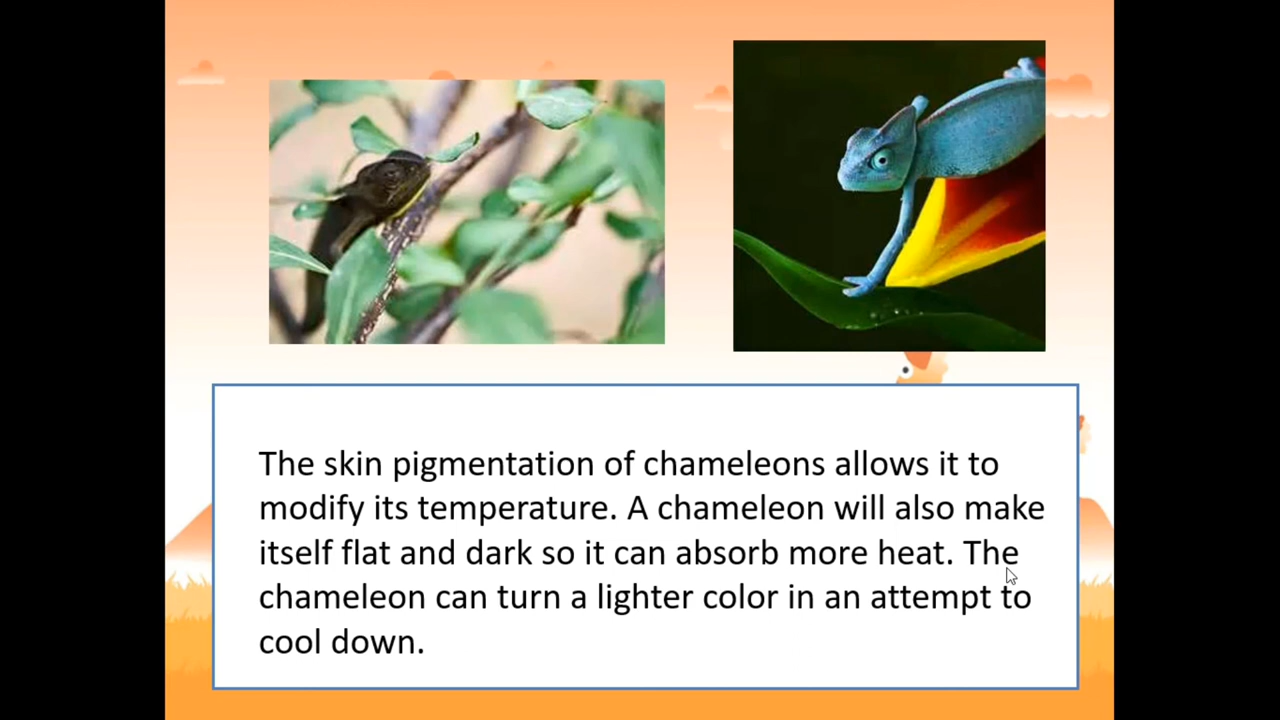 The skin pigmentation of chameleons allows it to
modify its temperature. A chameleon will also make
itself flat and dark so it can absorb more heat. The
chameleon can turn a lighter color in an attempt to
cool down.